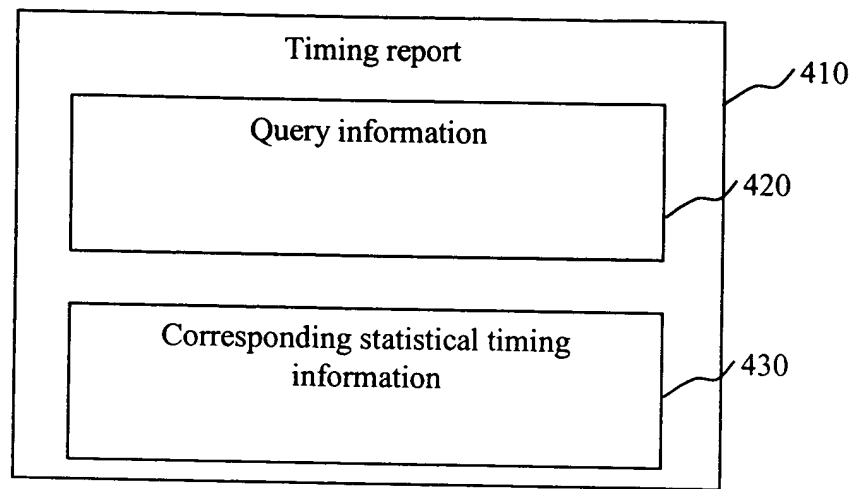 Timing report
410
Query information
420
Corresponding statistical timing
information
430